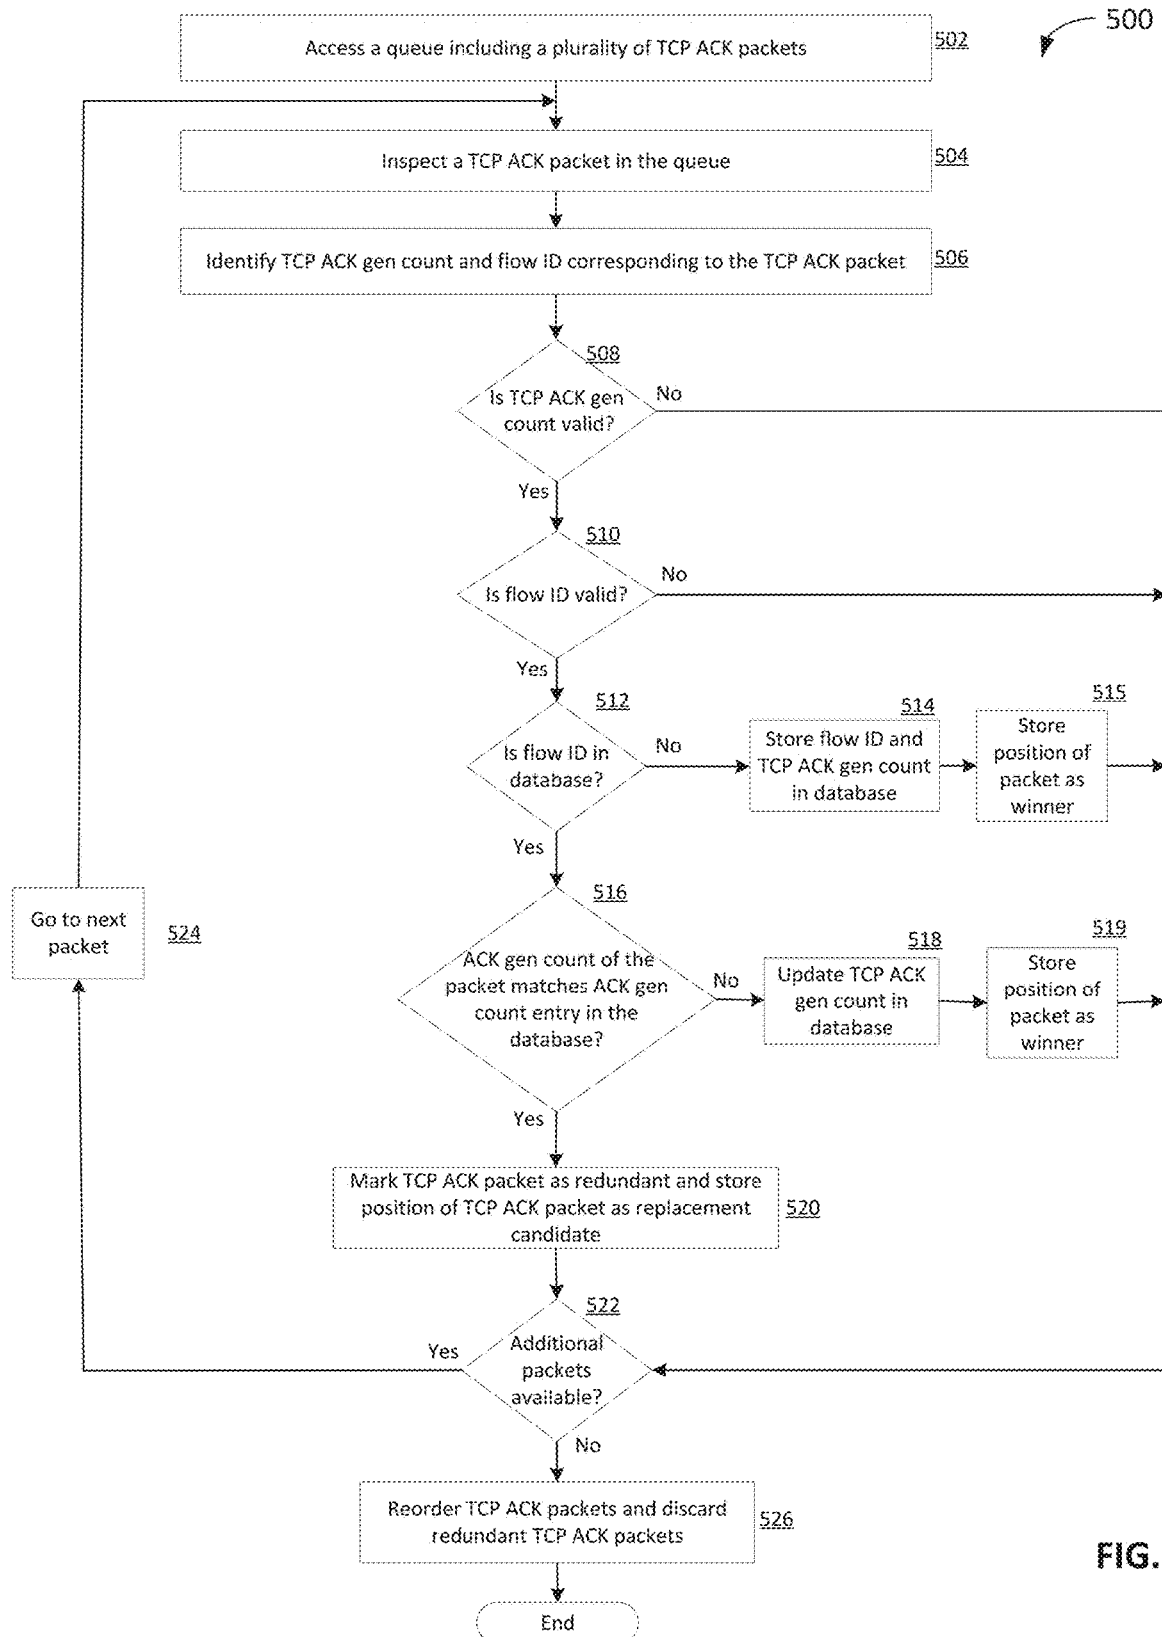 500
Access a queue including a plurality of TCP ACK packets
502
Inspect a TCP ACK packet in the queue
504
Identify TCP ACK gen count and flow ID corresponding to the TCP ACK packet
506
508
Is TCP ACK gen
count valid?
No
Yes
510
Is flow ID valid?
No
Yes
512
Is flow ID in
database?
No
514
Store flow ID and
TCP ACK gen count
in database
515
Store
position of
packet as
winner
Yes
516
ACK gen count of the
packet matches ACK gen
count entry in the
database?
No
518
Update TCP ACK
gen count in
database
519
Store
position of
packet as
winner
Go to next
packet
524
Yes
Mark TCP ACK packet as redundant and store
position of TCP ACK packet as replacement
candidate
520
522
Additional
packets
available?
Yes
No
Reorder TCP ACK packets and discard
redundant TCP ACK packets
526
End
FIG.